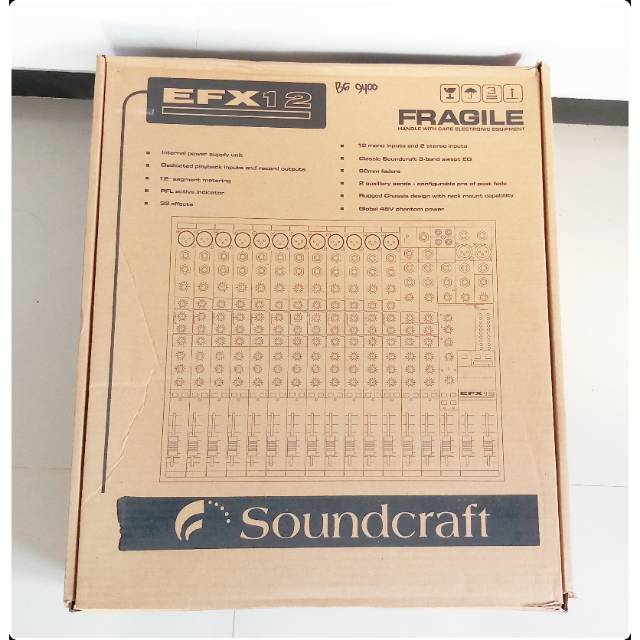 EFX12
BG 9400
3
FRAGILE
HANDLE WITH CARE ELECTRONIC EQUIPMENT
Internal power supply unit
Dedicated playback inputs and record outputs
12- segment metering
PFL active indicator
32 effects
12 mono inputs and 2 stereo inputs
Classic Soundcraft 3-band swept EQ
60mm faders
2 auxiliary sends - configurable pre or post fade
Rugged Chassis design with rack mount capability
Global 48V phantom power
EFX12
Soundcraft